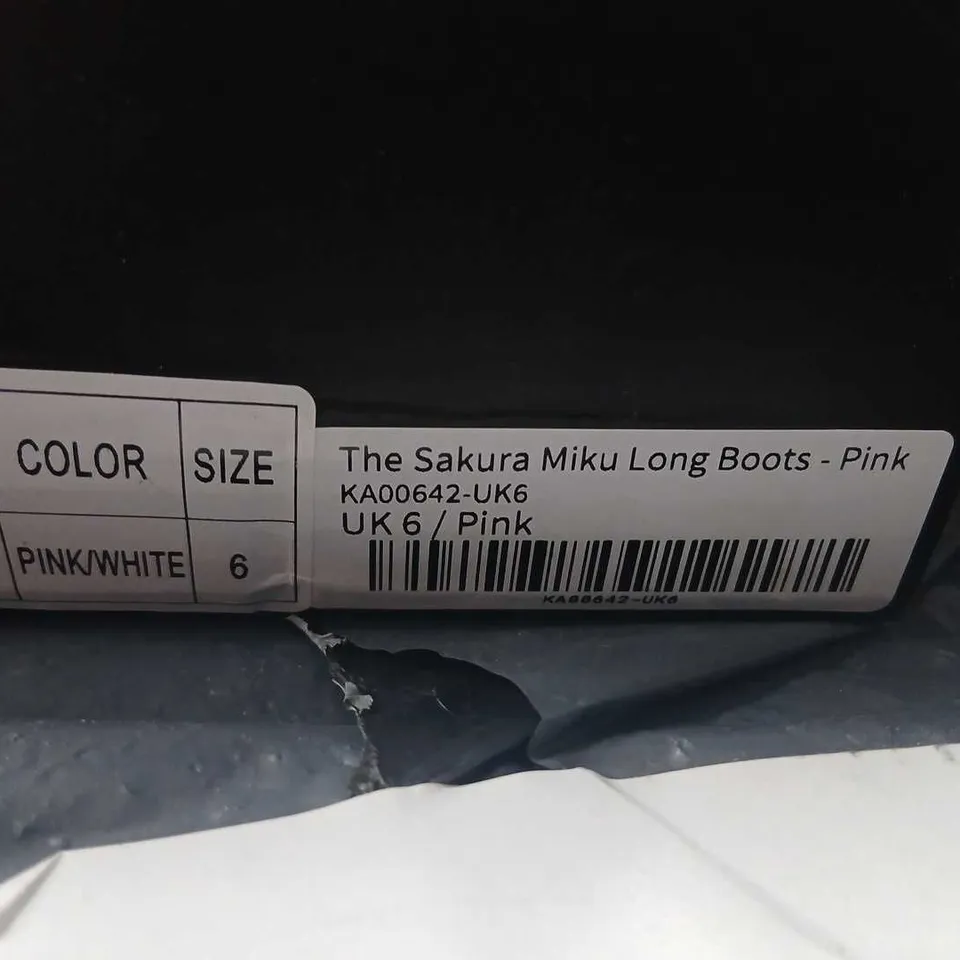 COLOR SIZE
PINK/WHITE 6
The Sakura Miku Long Boots - Pink
KA00642-UK6
UK 6 / Pink
KA00642-UK6